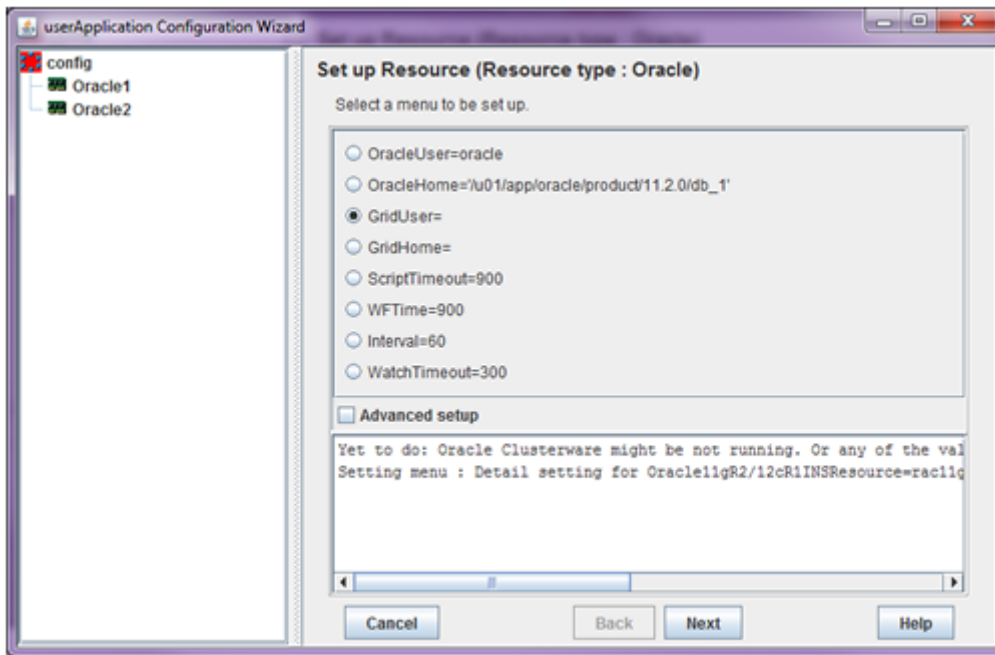 userApplication Configuration Wizard
config
Oracle1
Oracle2
Set up Resource (Resource type : Oracle)
Select a menu to be set up.
OracleUser=oracle
OracleHome='/u01/app/oracle/product/11.2.0/db_1'
GridUser=
GridHome=
ScriptTimeout=900
WFTime=900
Interval=60
WatchTimeout=300
Advanced setup
Yet to do: Oracle Clusterware might be not running. Or any of the val
Setting menu : Detail setting for Oracle11gR2/12cR1INSResource=rac11g
Cancel Back Next Help